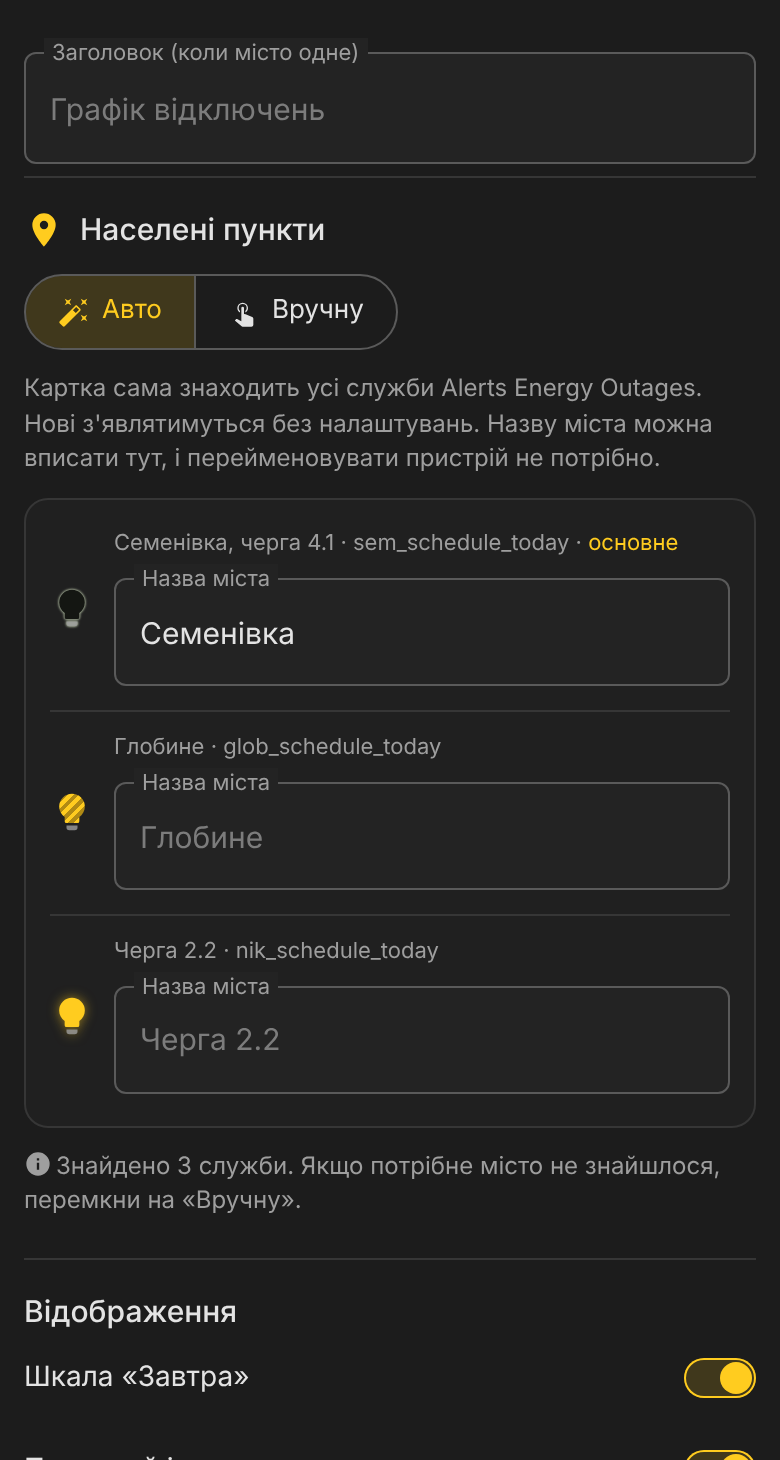 Заголовок (коли місто одне)
Графік відключень
Населені пункти
Авто
Вручну
Картка сама знаходить усі служби Alerts Energy Outages.
Нові з'являтимуться без налаштувань. Назву міста можна
вписати тут, і перейменовувати пристрій не потрібно.
Семенівка, черга 4.1 · sem_schedule_today · основне
Назва міста
Семенівка
Глобине · glob_schedule_today
Назва міста
Глобине
Черга 2.2 · nik_schedule_today
Назва міста
Черга 2.2
Знайдено 3 служби. Якщо потрібне місто не знайшлося,
перемкни на «Вручну».
Відображення
Шкала «Завтра»